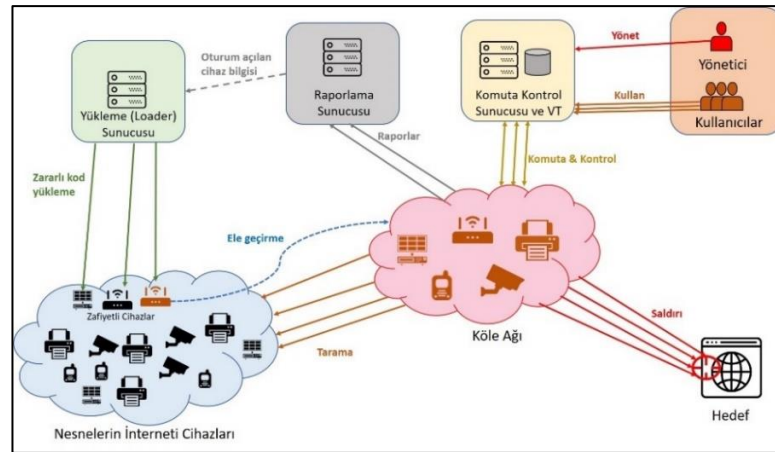 Oturum açılan
cihaz bilgisi
Yükleme (Loader)
Sunucusu
Raporlama
Sunucusu
Komuta Kontrol
Sunucusu ve VT
Yönet
Yönetici
Kullan
Kullanıcılar
Raporlar
Komuta & Kontrol
Zararlı kod
yükleme
Ele geçirme
Zafiyetli Cihazlar
Tarama
Köle Ağı
Saldırı
Hedef
Nesnelerin İnterneti Cihazları